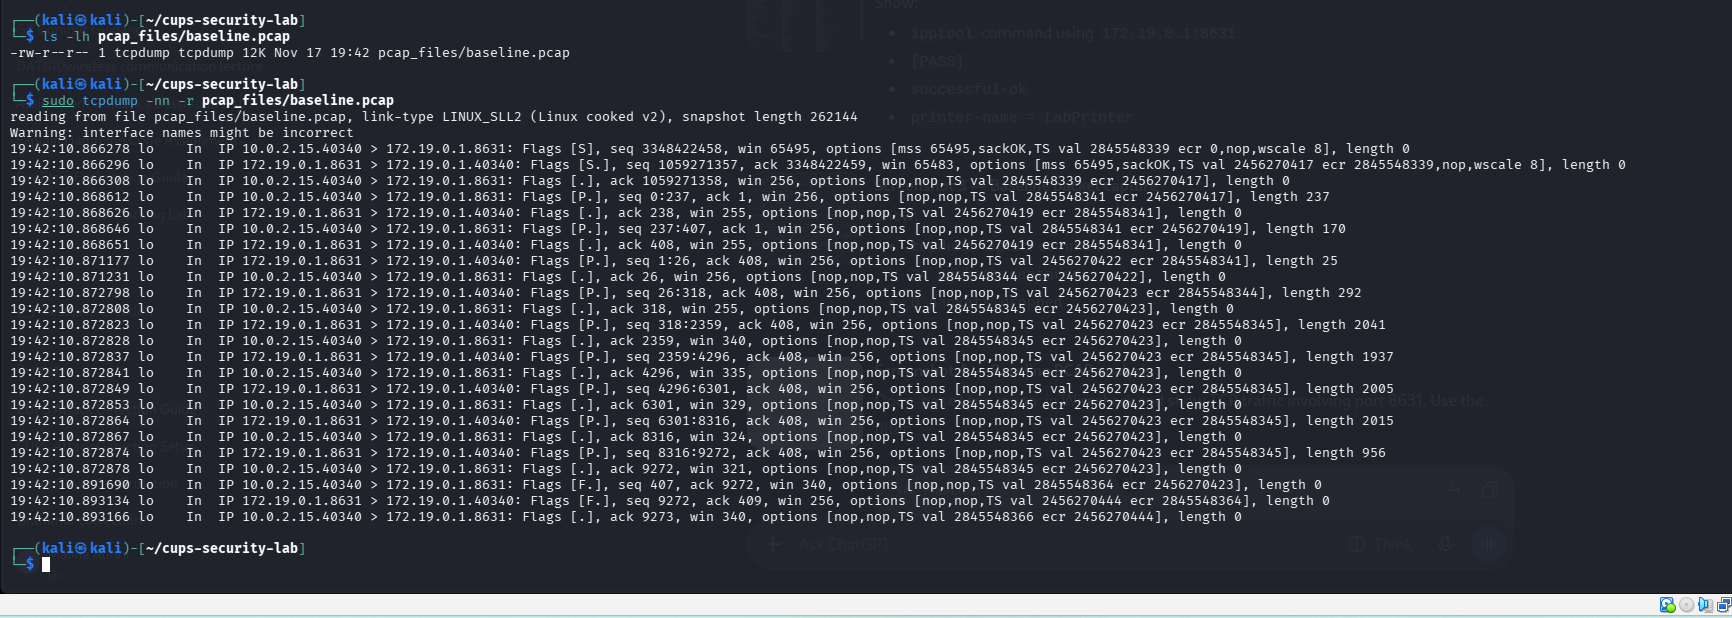 ┌──(kali㉿kali)-[~/cups-security-lab]
└─$ ls -lh pcap_files/baseline.pcap
-rw-r--r-- 1 tcpdump tcpdump 12K Nov 17 19:42 pcap_files/baseline.pcap
┌──(kali㉿kali)-[~/cups-security-lab]
└─$ sudo tcpdump -nn -r pcap_files/baseline.pcap
reading from file pcap_files/baseline.pcap, link-type LINUX_SLL2 (Linux cooked v2), snapshot length 262144
Warning: interface names might be incorrect
19:42:10.866278 lo    In  IP 10.0.2.15.40340 > 172.19.0.1.8631: Flags [S], seq 3348422458, win 65495, options [mss 65495,sackOK,TS val 2845548339 ecr 0,nop,wscale 8], length 0
19:42:10.866296 lo    In  IP 172.19.0.1.8631 > 172.19.0.1.40340: Flags [S.], seq 1059271357, ack 3348422459, win 65483, options [mss 65495,sackOK,TS val 2456270417 ecr 2845548339,nop,wscale 8], length 0
19:42:10.866308 lo    In  IP 10.0.2.15.40340 > 172.19.0.1.8631: Flags [.], ack 1059271358, win 256, options [nop,nop,TS val 2845548339 ecr 2456270417], length 0
19:42:10.868612 lo    In  IP 10.0.2.15.40340 > 172.19.0.1.8631: Flags [P.], seq 0:237, ack 1, win 256, options [nop,nop,TS val 2845548341 ecr 2456270417], length 237
19:42:10.868626 lo    In  IP 172.19.0.1.8631 > 172.19.0.1.40340: Flags [.], ack 238, win 255, options [nop,nop,TS val 2456270419 ecr 2845548341], length 0
19:42:10.868646 lo    In  IP 10.0.2.15.40340 > 172.19.0.1.8631: Flags [P.], seq 237:407, ack 1, win 256, options [nop,nop,TS val 2845548341 ecr 2456270419], length 170
19:42:10.868651 lo    In  IP 172.19.0.1.8631 > 172.19.0.1.40340: Flags [.], ack 408, win 255, options [nop,nop,TS val 2456270419 ecr 2845548341], length 0
19:42:10.871177 lo    In  IP 172.19.0.1.8631 > 172.19.0.1.40340: Flags [P.], seq 1:26, ack 408, win 256, options [nop,nop,TS val 2456270422 ecr 2845548341], length 25
19:42:10.871231 lo    In  IP 10.0.2.15.40340 > 172.19.0.1.8631: Flags [.], ack 26, win 256, options [nop,nop,TS val 2845548344 ecr 2456270422], length 0
19:42:10.872798 lo    In  IP 172.19.0.1.8631 > 172.19.0.1.40340: Flags [P.], seq 26:318, ack 408, win 256, options [nop,nop,TS val 2456270423 ecr 2845548344], length 292
19:42:10.872808 lo    In  IP 10.0.2.15.40340 > 172.19.0.1.8631: Flags [.], ack 318, win 255, options [nop,nop,TS val 2845548345 ecr 2456270423], length 0
19:42:10.872823 lo    In  IP 172.19.0.1.8631 > 172.19.0.1.40340: Flags [P.], seq 318:2359, ack 408, win 256, options [nop,nop,TS val 2456270423 ecr 2845548345], length 2041
19:42:10.872828 lo    In  IP 10.0.2.15.40340 > 172.19.0.1.8631: Flags [.], ack 2359, win 340, options [nop,nop,TS val 2845548345 ecr 2456270423], length 0
19:42:10.872837 lo    In  IP 172.19.0.1.8631 > 172.19.0.1.40340: Flags [P.], seq 2359:4296, ack 408, win 256, options [nop,nop,TS val 2456270423 ecr 2845548345], length 1937
19:42:10.872841 lo    In  IP 10.0.2.15.40340 > 172.19.0.1.8631: Flags [.], ack 4296, win 335, options [nop,nop,TS val 2845548345 ecr 2456270423], length 0
19:42:10.872849 lo    In  IP 172.19.0.1.8631 > 172.19.0.1.40340: Flags [P.], seq 4296:6301, ack 408, win 256, options [nop,nop,TS val 2456270423 ecr 2845548345], length 2005
19:42:10.872853 lo    In  IP 10.0.2.15.40340 > 172.19.0.1.8631: Flags [.], ack 6301, win 329, options [nop,nop,TS val 2845548345 ecr 2456270423], length 0
19:42:10.872864 lo    In  IP 172.19.0.1.8631 > 172.19.0.1.40340: Flags [P.], seq 6301:8316, ack 408, win 256, options [nop,nop,TS val 2456270423 ecr 2845548345], length 2015
19:42:10.872867 lo    In  IP 10.0.2.15.40340 > 172.19.0.1.8631: Flags [.], ack 8316, win 324, options [nop,nop,TS val 2845548345 ecr 2456270423], length 0
19:42:10.872874 lo    In  IP 172.19.0.1.8631 > 172.19.0.1.40340: Flags [P.], seq 8316:9272, ack 408, win 256, options [nop,nop,TS val 2456270423 ecr 2845548345], length 956
19:42:10.872878 lo    In  IP 10.0.2.15.40340 > 172.19.0.1.8631: Flags [.], ack 9272, win 321, options [nop,nop,TS val 2845548345 ecr 2456270423], length 0
19:42:10.891690 lo    In  IP 10.0.2.15.40340 > 172.19.0.1.8631: Flags [F.], seq 407, ack 9272, win 340, options [nop,nop,TS val 2845548364 ecr 2456270423], length 0
19:42:10.893134 lo    In  IP 172.19.0.1.8631 > 172.19.0.1.40340: Flags [F.], seq 9272, ack 409, win 256, options [nop,nop,TS val 2456270444 ecr 2845548364], length 0
19:42:10.893166 lo    In  IP 10.0.2.15.40340 > 172.19.0.1.8631: Flags [.], ack 9273, win 340, options [nop,nop,TS val 2845548366 ecr 2456270444], length 0
┌──(kali㉿kali)-[~/cups-security-lab]
└─$
Show:
ipptool command using 172.19.0.1:8631
[PASS]
successful-ok
printer-name = LabPrinter
traffic involving port 8631. Use the
Ask ChatGPT
Think